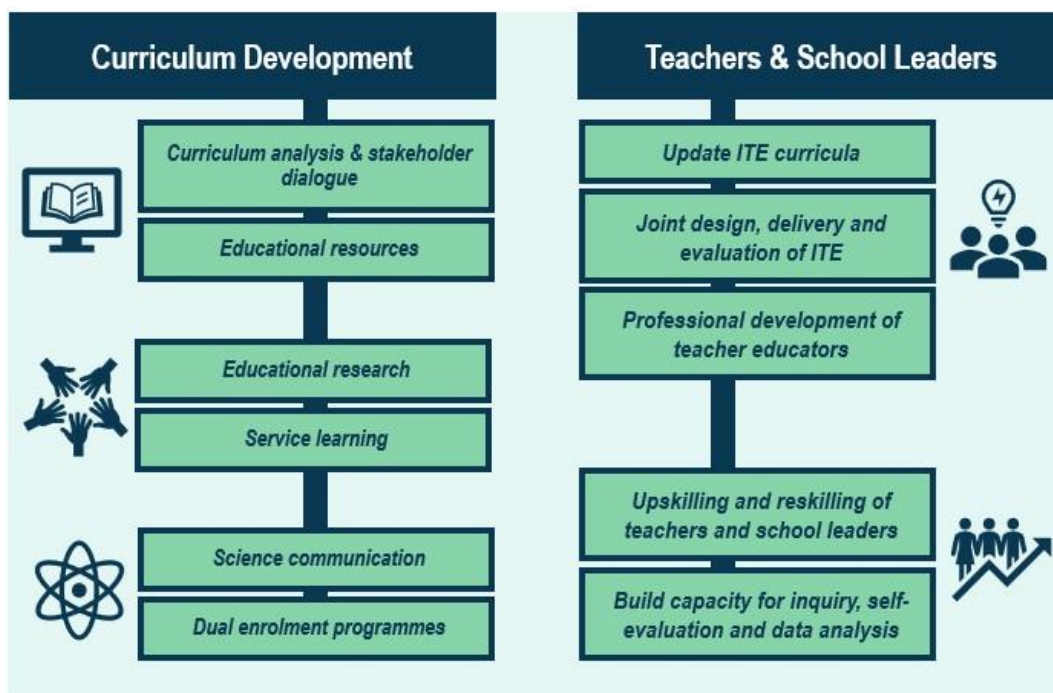 Curriculum Development
Curriculum analysis & stakeholder
dialogue
Educational resources
Educational research
Service learning
Science communication
Dual enrolment programmes
Teachers & School Leaders
Update ITE curricula
Joint design, delivery and
evaluation of ITE
Professional development of
teacher educators
Upskilling and reskilling of
teachers and school leaders
Build capacity for inquiry, self-
evaluation and data analysis